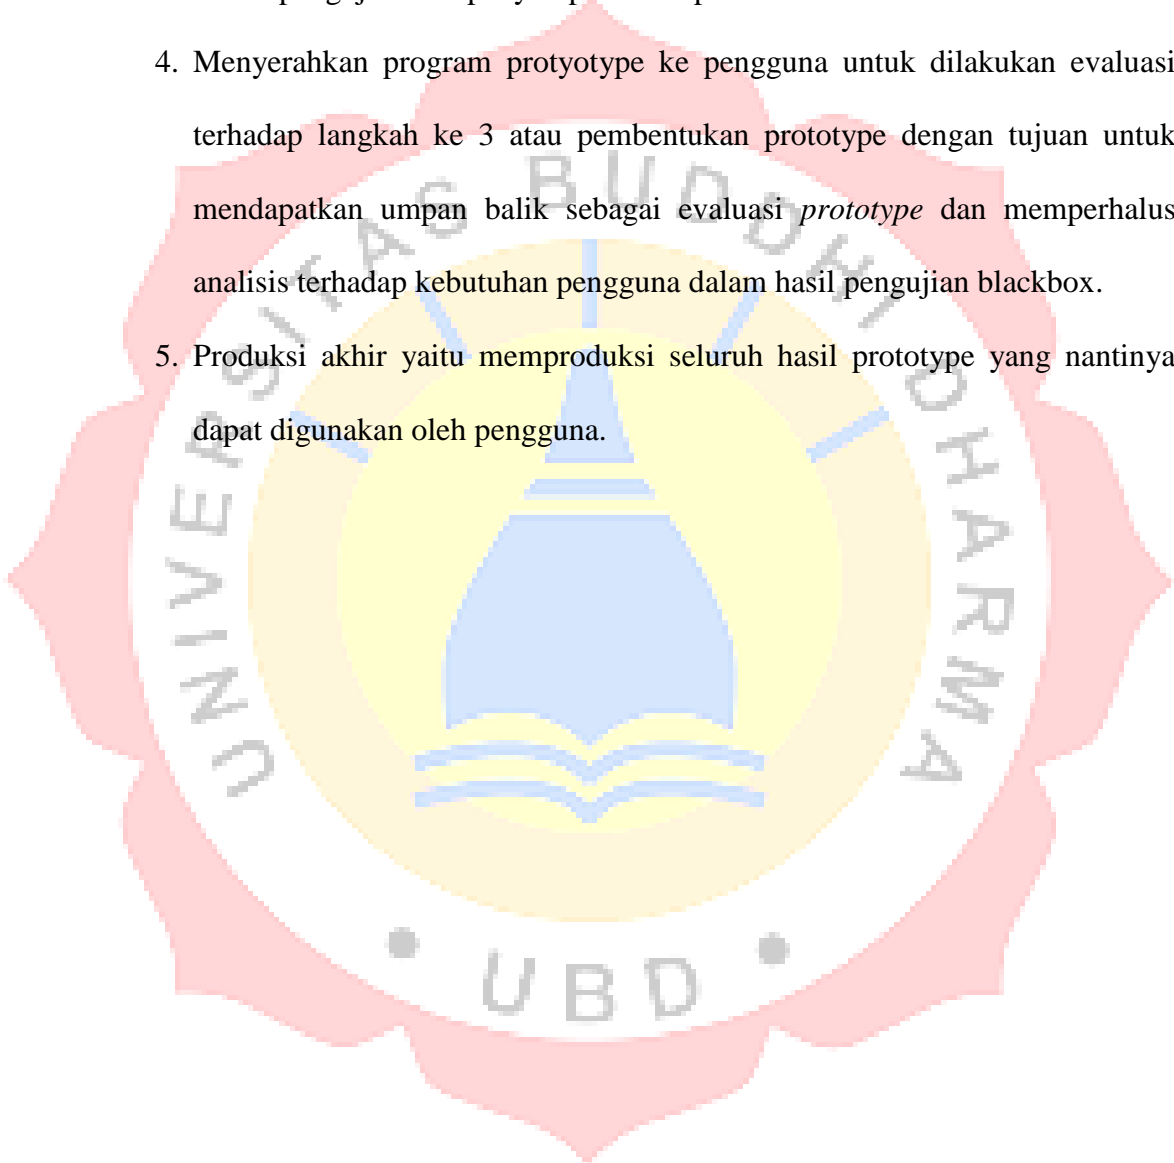 4. Menyerahkan program protyotype ke pengguna untuk dilakukan evaluasi
terhadap langkah ke 3 atau pembentukan prototype dengan tujuan untuk
mendapatkan umpan balik sebagai evaluasi prototype dan memperhalus
analisis terhadap kebutuhan pengguna dalam hasil pengujian blackbox.
5. Produksi akhir yaitu memproduksi seluruh hasil prototype yang nantinya
dapat digunakan oleh pengguna.
UNIVERSITAS BUDDHI DHARMA
• UBD •